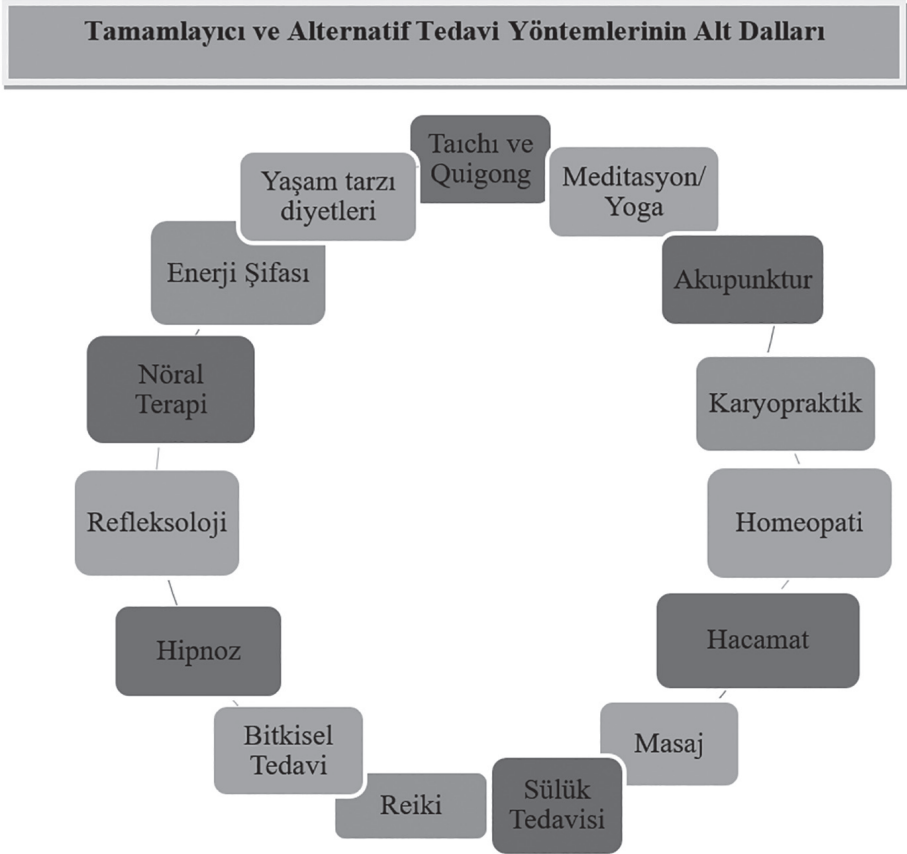 Tamamlayıcı ve Alternatif Tedavi Yöntemlerinin Alt Dalları
Taıchı ve
Quigong
Meditasyon/
Yoga
Akupunktur
Karyopraktik
Homeopati
Hacamat
Masaj
Sülük
Tedavisi
Reiki
Bitkisel
Tedavi
Hipnoz
Refleksoloji
Nöral
Terapi
Enerji Şifası
Yaşam tarzı
diyetleri